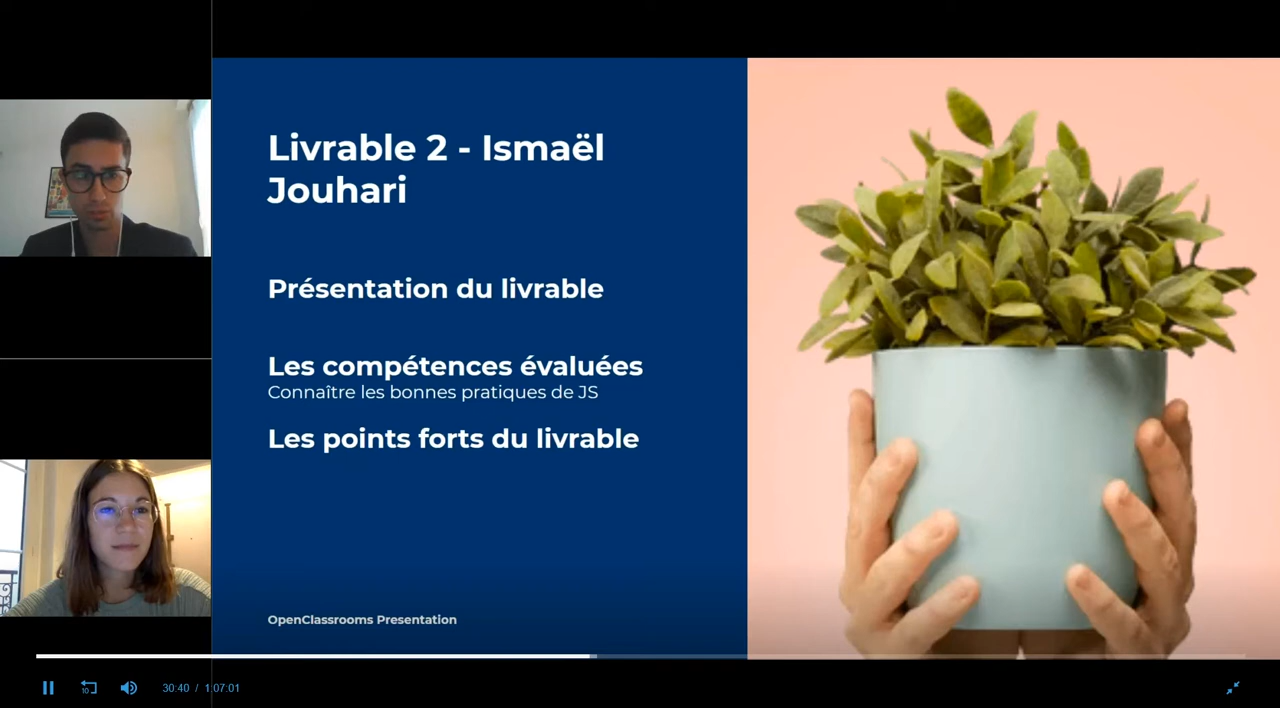 Livrable 2 - Ismaël
Jouhari
Présentation du livrable
Les compétences évaluées
Connaître les bonnes pratiques de JS
Les points forts du livrable
OpenClassrooms Presentation
10
30:40 / 1:07:01